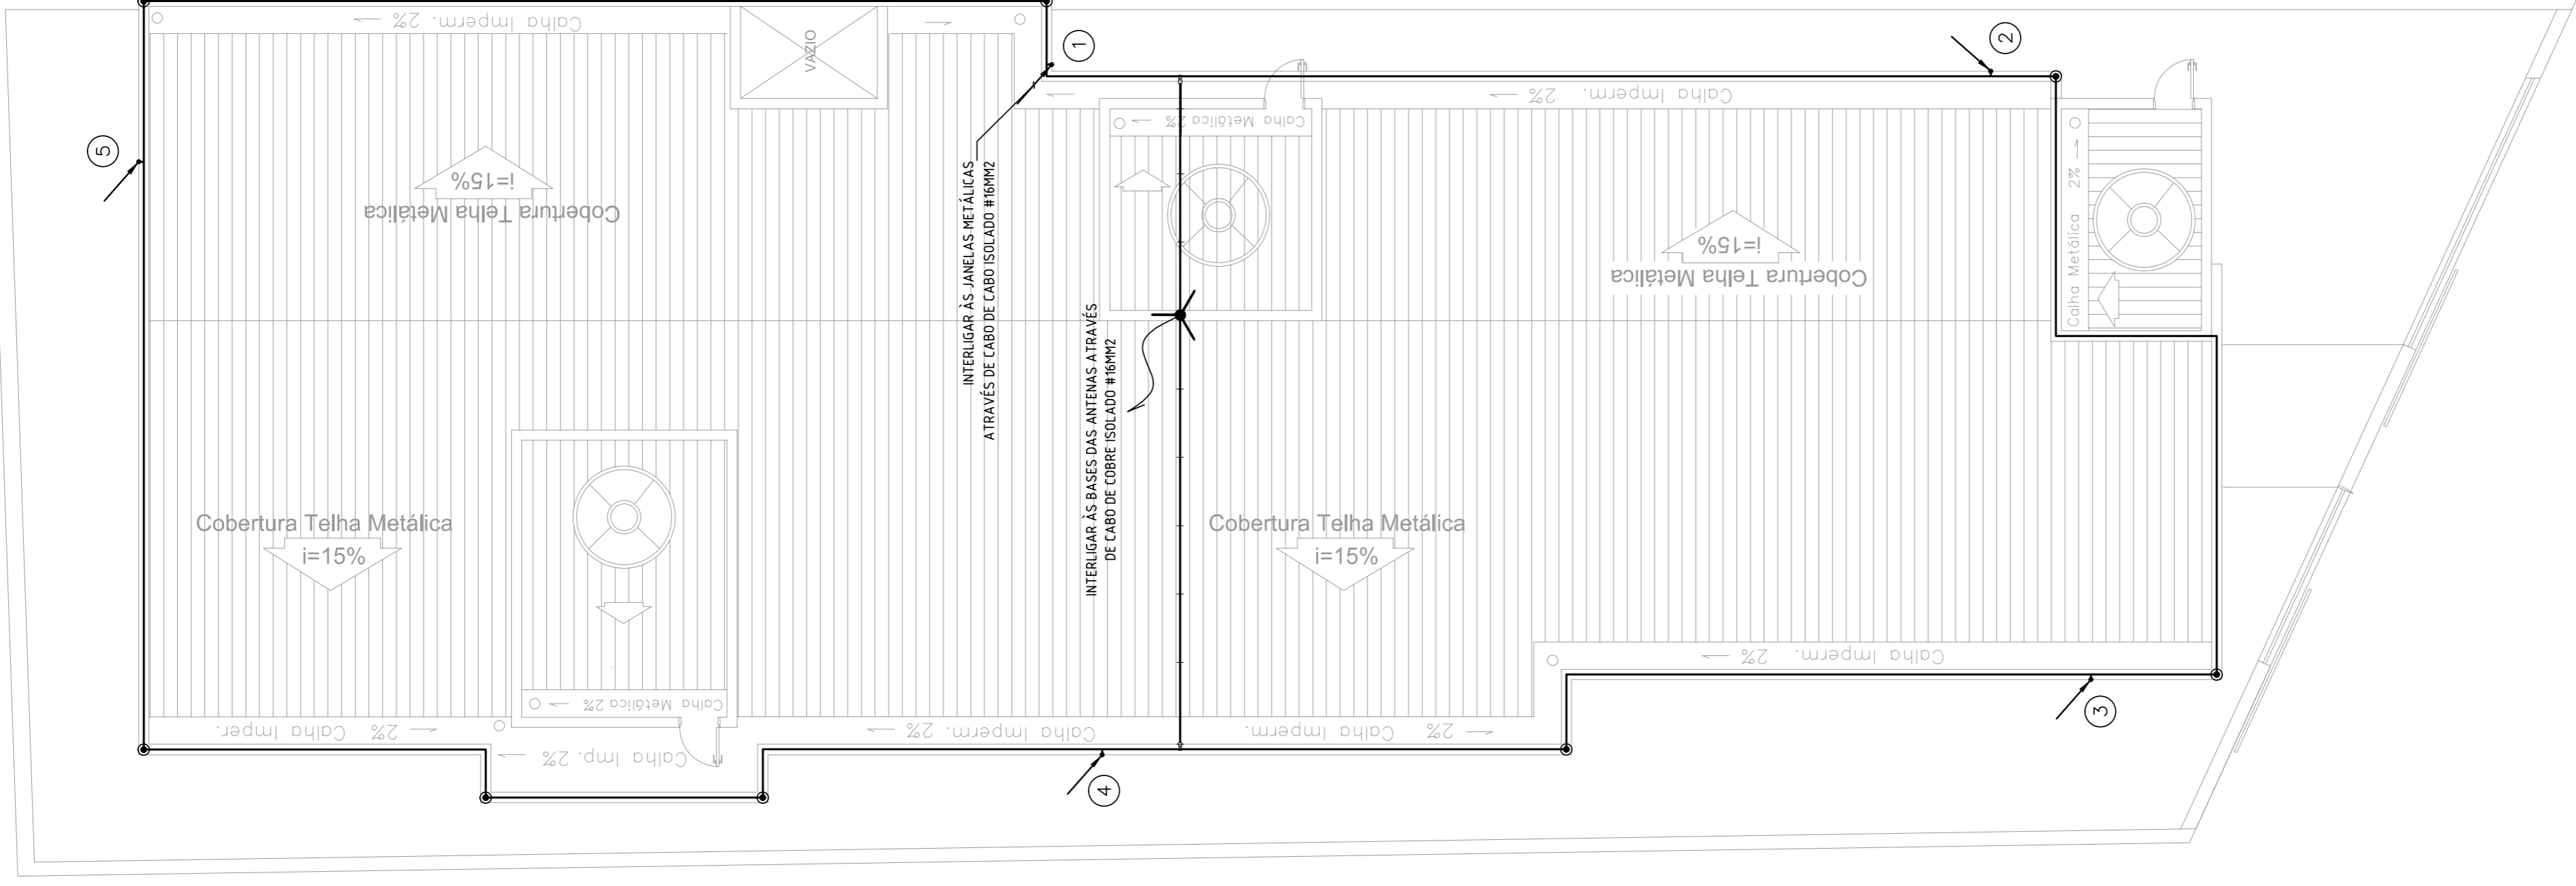 Calha Imperm. 2%
VAZIO
1
2
5
Calha Imperm. 2%
Calha Metálica 2%
i=15%
Cobertura Telha Metálica
INTERLIGAR ÀS JANELAS METÁLICAS
ATRAVÉS DE CABO DE CABO ISOLADO #16MM2
Calha Metálica 2%
i=15%
Cobertura Telha Metálica
INTERLIGAR ÀS BASES DAS ANTENAS ATRAVÉS
DE CABO DE COBRE ISOLADO #16MM2
Cobertura Telha Metálica
i=15%
Cobertura Telha Metálica
i=15%
Calha Imperm. 2%
Calha Metálica 2%
Calha Imper. 2%
Calha Imp. 2%
Calha Imperm. 2%
Calha Imperm. 2%
3
4